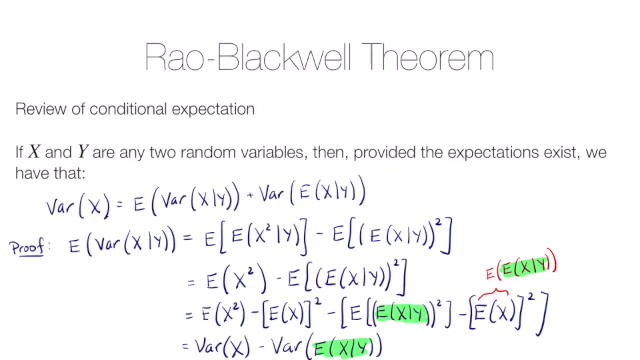 Rao-Blackwell Theorem
Review of conditional expectation
If X and Y are any two random variables, then, provided the expectations exist, we
have that:
Var(X) = E(Var(X|Y)) + Var(E(X|Y))
Proof: E(Var(X|Y)) = E[E(X²|Y)] - E[(E(X|Y))²]
= E(X²) - E[(E(X|Y))²]
E(E(X|Y))
= E(X²) - [E(X)]² - [E[(E(X|Y))²] - [E(X)]²]
= Var(X) - Var(E(X|Y))